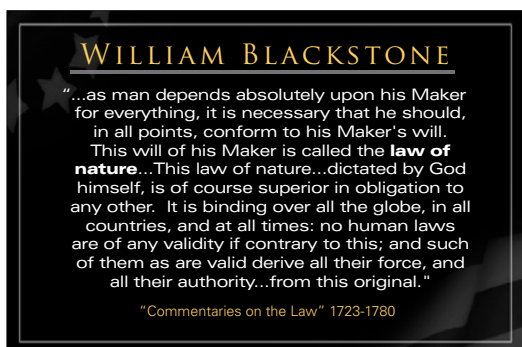 WILLIAM BLACKSTONE
"...as man depends absolutely upon his Maker
for everything, it is necessary that he should,
in all points, conform to his Maker's will.
This will of his Maker is called the law of
nature...This law of nature...dictated by God
himself, is of course superior in obligation to
any other.  It is binding over all the globe, in all
countries, and at all times: no human laws
are of any validity if contrary to this; and such
of them as are valid derive all their force, and
all their authority...from this original."
"Commentaries on the Law" 1723-1780